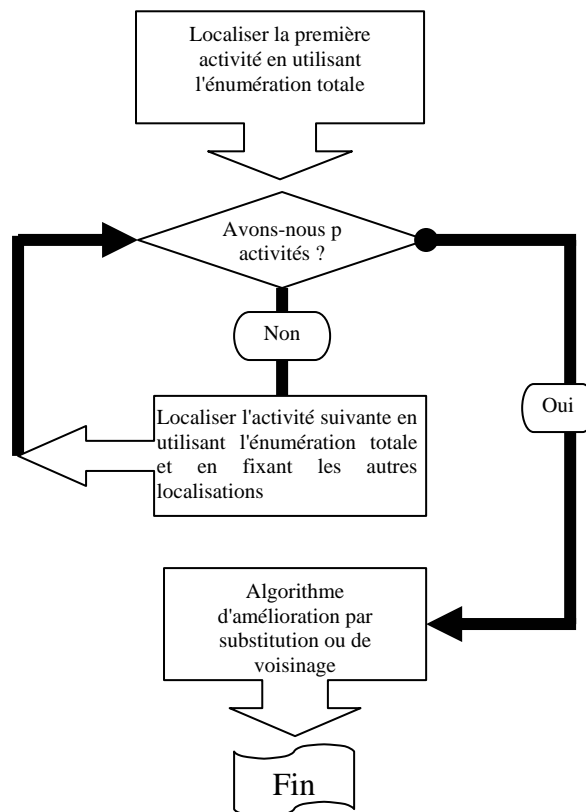 Localiser la première
activité en utilisant
l'énumération totale
Avons-nous p
activités ?
Non
Oui
Localiser l'activité suivante en
utilisant l'énumération totale
et en fixant les autres
localisations
Algorithme
d'amélioration par
substitution ou de
voisinage
Fin